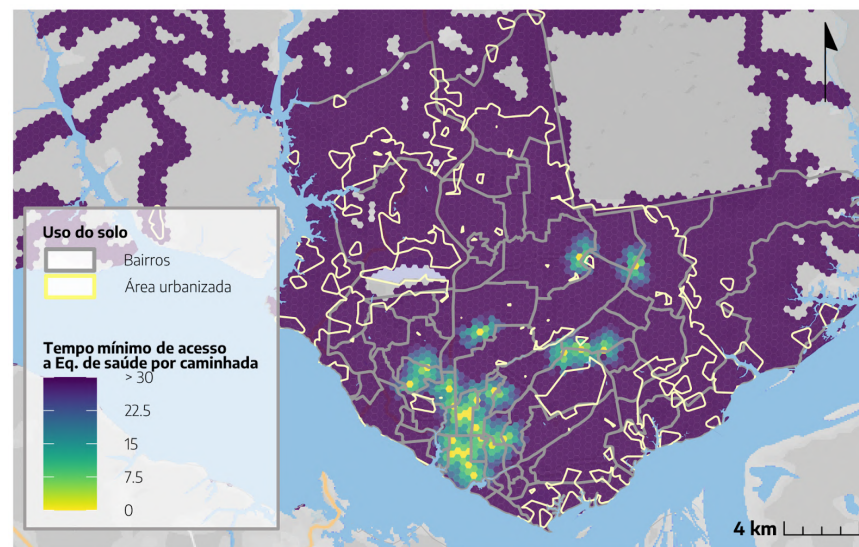 Uso do solo
Bairros
Área urbanizada
Tempo mínimo de acesso
a Eq. de saúde por caminhada
> 30
22.5
15
7.5
0
4 km